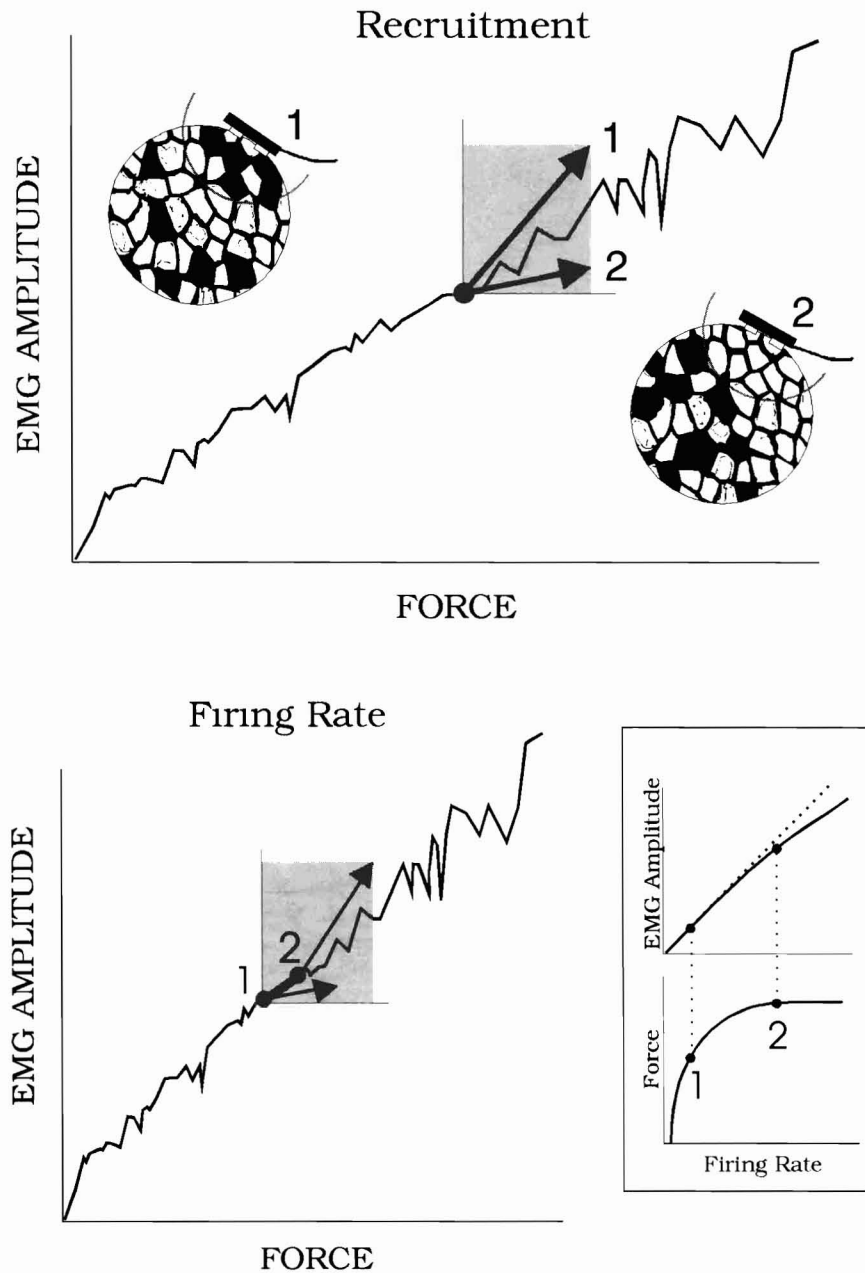 Recruitment
EMG AMPLITUDE
1
1
2
2
FORCE
Firing Rate
EMG AMPLITUDE
1
2
FORCE
EMG Amplitude
Force
1
2
Firing Rate